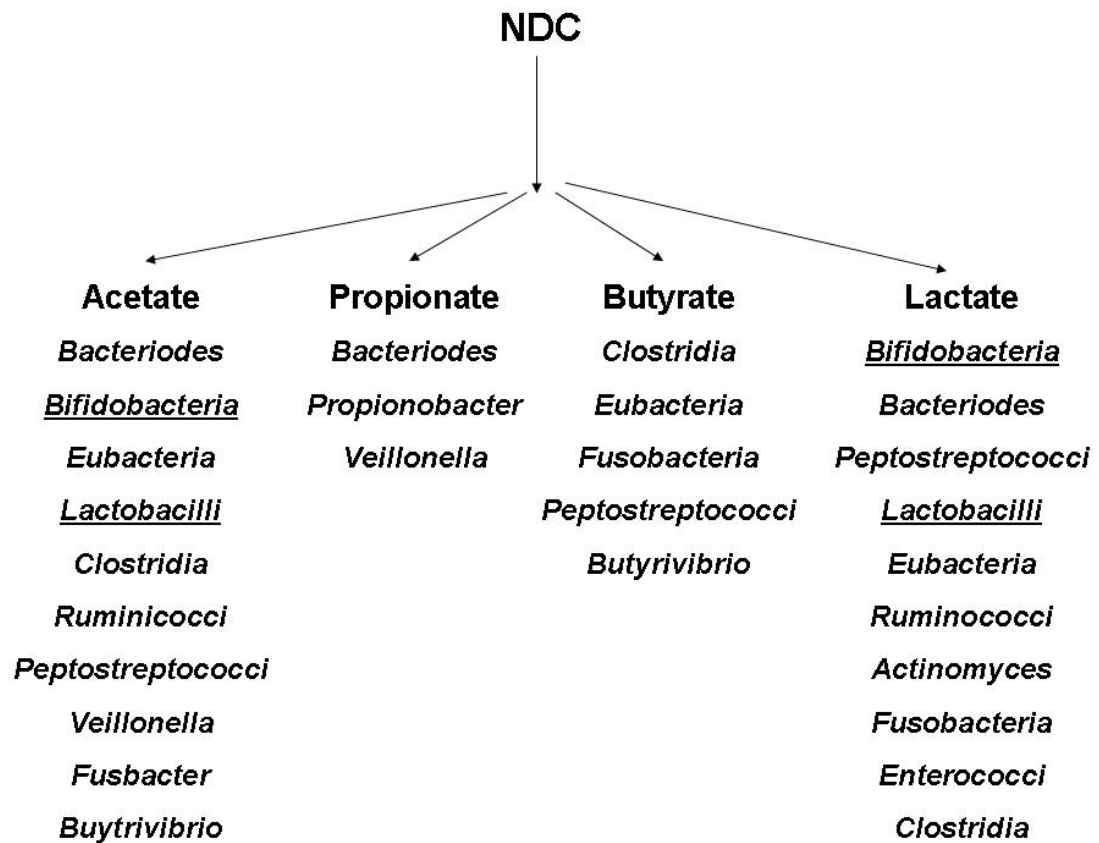 NDC
Acetate
Bacteriodes
Bifidobacteria
Eubacteria
Lactobacilli
Clostridia
Ruminicocci
Peptostreptococci
Veillonella
Fusbacter
Buytrivibrio
Propionate
Bacteriodes
Propionobacter
Veillonella
Butyrate
Clostridia
Eubacteria
Fusobacteria
Peptostreptococci
Butyrivibrio
Lactate
Bifidobacteria
Bacteriodes
Peptostreptococci
Lactobacilli
Eubacteria
Ruminococci
Actinomyces
Fusobacteria
Enterococci
Clostridia